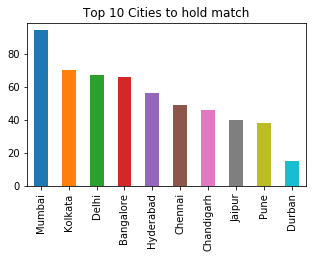 Top 10 Cities to hold match
80
60
40
20
0
Mumbai
Kolkata
Delhi
Bangalore
Hyderabad
Chennai
Chandigarh
Jaipur
Pune
Durban